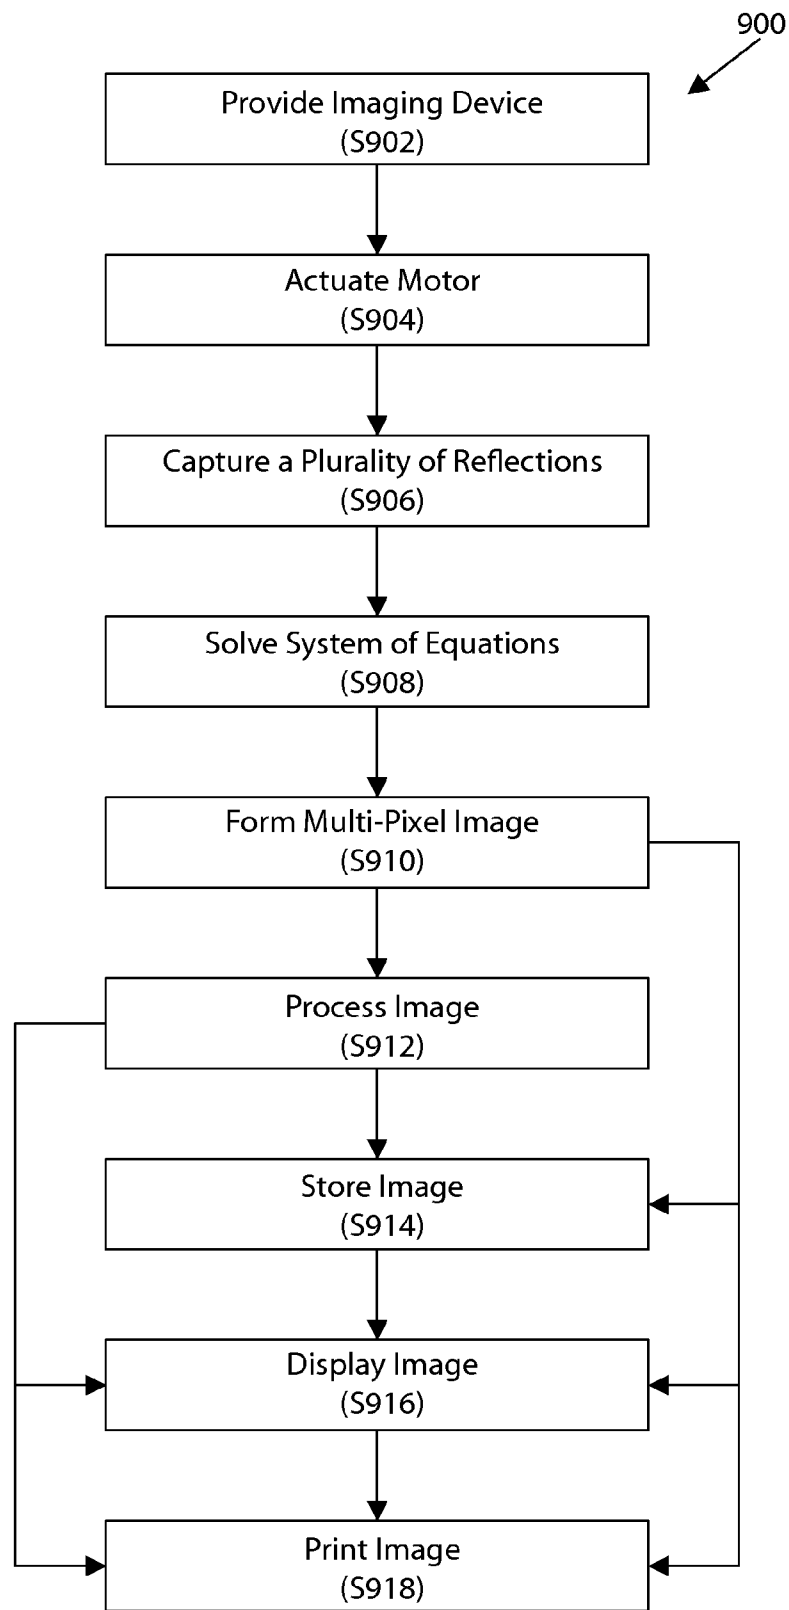 900
Provide Imaging Device
(S902)
Actuate Motor
(S904)
Capture a Plurality of Reflections
(S906)
Solve System of Equations
(S908)
Form Multi-Pixel Image
(S910)
Process Image
(S912)
Store Image
(S914)
Display Image
(S916)
Print Image
(S918)